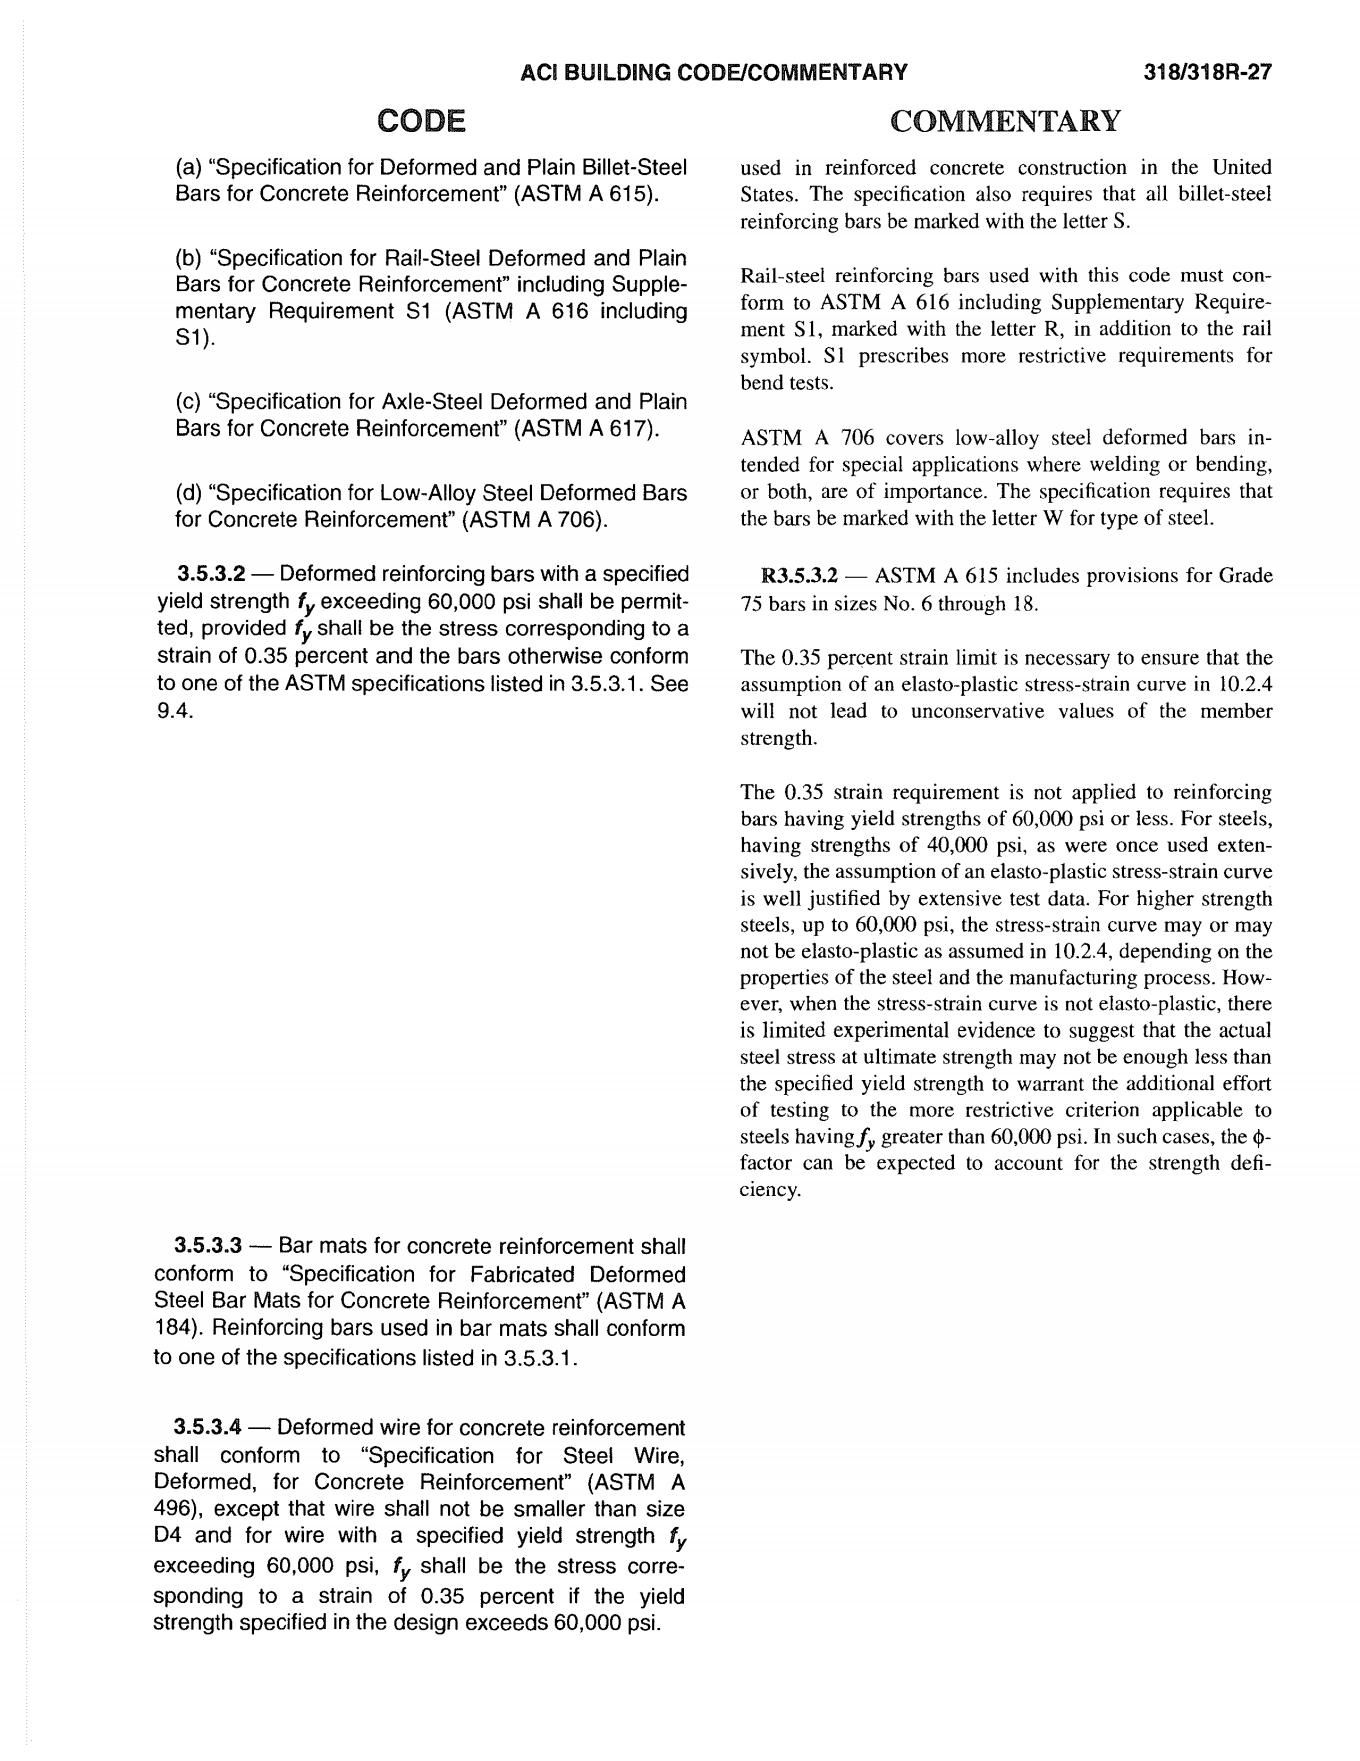 ACI BUILDING CODE/COMMENTARY 318/318R-27
CODE
(a) “Specification for Deformed and Plain Billet-Steel
Bars for Concrete Reinforcement” (ASTM A 615).
(b) “Specification for Rail-Steel Deformed and Plain
Bars for Concrete Reinforcement” including Supple-
mentary Requirement S1 (ASTM A 616 including
S1).
(c) “Specification for Axle-Steel Deformed and Plain
Bars for Concrete Reinforcement” (ASTM A 617).
(d) “Specification for Low-Alloy Steel Deformed Bars
for Concrete Reinforcement” (ASTM A 706).
3.5.3.2 — Deformed reinforcing bars with a specified
yield strength fy exceeding 60,000 psi shall be permit-
ted, provided fy shall be the stress corresponding to a
strain of 0.35 percent and the bars otherwise conform
to one of the ASTM specifications listed in 3.5.3.1. See
9.4.
3.5.3.3 — Bar mats for concrete reinforcement shall
conform to “Specification for Fabricated Deformed
Steel Bar Mats for Concrete Reinforcement” (ASTM A
184). Reinforcing bars used in bar mats shall conform
to one of the specifications listed in 3.5.3.1.
3.5.3.4 — Deformed wire for concrete reinforcement
shall conform to “Specification for Steel Wire,
Deformed, for Concrete Reinforcement” (ASTM A
496), except that wire shall not be smaller than size
D4 and for wire with a specified yield strength fy
exceeding 60,000 psi, fy shall be the stress corre-
sponding to a strain of 0.35 percent if the yield
strength specified in the design exceeds 60,000 psi.
COMMENTARY
used in reinforced concrete construction in the United
States. The specification also requires that all billet-steel
reinforcing bars be marked with the letter S.
Rail-steel reinforcing bars used with this code must con-
form to ASTM A 616 including Supplementary Require-
ment S1, marked with the letter R, in addition to the rail
symbol. S1 prescribes more restrictive requirements for
bend tests.
ASTM A 706 covers low-alloy steel deformed bars in-
tended for special applications where welding or bending,
or both, are of importance. The specification requires that
the bars be marked with the letter W for type of steel.
R3.5.3.2 — ASTM A 615 includes provisions for Grade
75 bars in sizes No. 6 through 18.
The 0.35 percent strain limit is necessary to ensure that the
assumption of an elasto-plastic stress-strain curve in 10.2.4
will not lead to unconservative values of the member
strength.
The 0.35 strain requirement is not applied to reinforcing
bars having yield strengths of 60,000 psi or less. For steels,
having strengths of 40,000 psi, as were once used exten-
sively, the assumption of an elasto-plastic stress-strain curve
is well justified by extensive test data. For higher strength
steels, up to 60,000 psi, the stress-strain curve may or may
not be elasto-plastic as assumed in 10.2.4, depending on the
properties of the steel and the manufacturing process. How-
ever, when the stress-strain curve is not elasto-plastic, there
is limited experimental evidence to suggest that the actual
steel stress at ultimate strength may not be enough less than
the specified yield strength to warrant the additional effort
of testing to the more restrictive criterion applicable to
steels having fy greater than 60,000 psi. In such cases, the ϕ-
factor can be expected to account for the strength defi-
ciency.